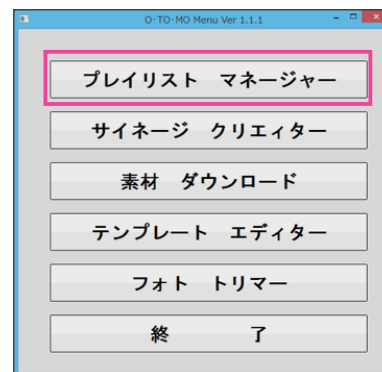 O-TO-MO Menu Ver 1.1.1
プレイリスト　マネージャー
サイネージ　クリエィター
素材　ダウンロード
テンプレート　エディター
フォト　トリマー
終　　　了